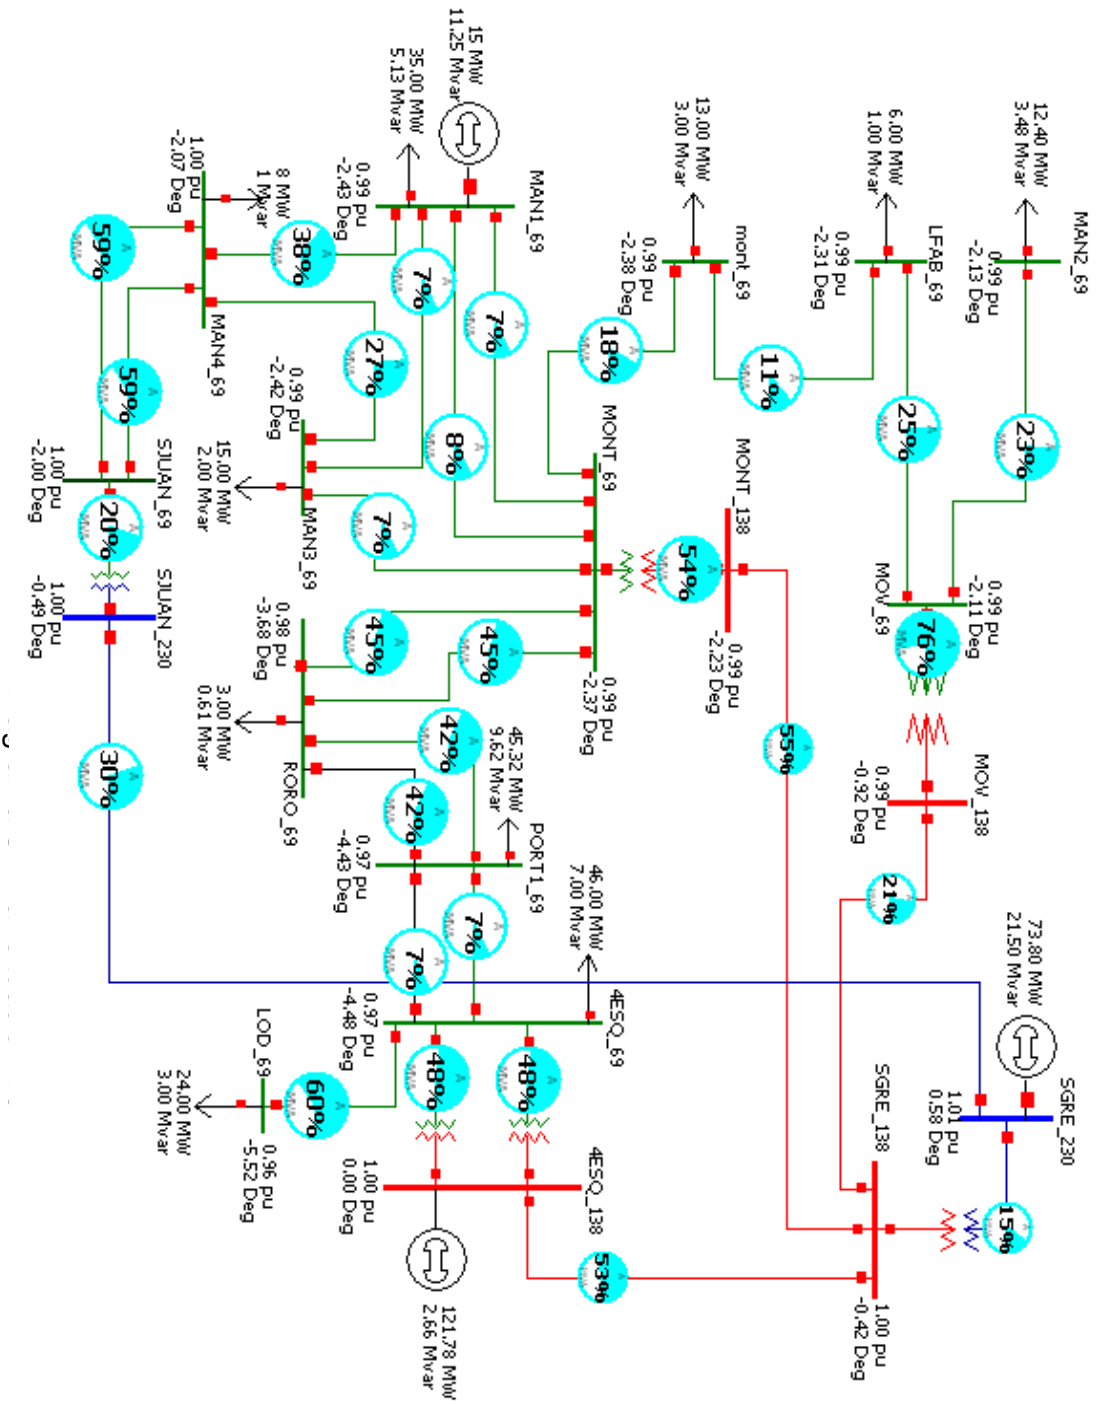 15 MW
11.25 Mvar
35.00 MW
5.13 Mvar
MAN1_69
0.99 pu
-2.43 Deg
13.00 MW
3.00 Mvar
mont_69
0.99 pu
-2.38 Deg
6.00 MW
1.00 Mvar
LFAB_69
0.99 pu
-2.31 Deg
12.40 MW
3.48 Mvar
MAN2_69
0.99 pu
-2.13 Deg
1.00 pu
-2.07 Deg
8 MW
1 Mvar
MAN4_69
59%
38%
7%
7%
18%
11%
25%
23%
59%
27%
8%
7%
0.99 pu
-2.42 Deg
15.00 MW
2.00 Mvar
MAN3_69
MONT_69
0.99 pu
-2.37 Deg
MONT_138
0.99 pu
-2.23 Deg
54%
MOV_69
0.99 pu
-2.11 Deg
76%
SJUAN_69
1.00 pu
-2.00 Deg
20%
SJUAN_230
1.00 pu
-0.49 Deg
30%
0.98 pu
-3.68 Deg
45%
45%
3.00 MW
0.61 Mvar
RORO_69
42%
42%
45.32 MW
9.62 Mvar
PORT1_69
0.97 pu
-4.43 Deg
55%
MOV_138
0.99 pu
-0.92 Deg
21%
7%
7%
46.00 MW
7.00 Mvar
4ESQ_69
0.97 pu
-4.48 Deg
73.80 MW
21.50 Mvar
SGRE_230
1.01 pu
0.58 Deg
SGRE_138
1.00 pu
-0.42 Deg
15%
LOD_69
0.96 pu
-5.52 Deg
24.00 MW
3.00 Mvar
60%
48%
48%
4ESQ_138
1.00 pu
0.00 Deg
53%
121.78 MW
2.66 Mvar